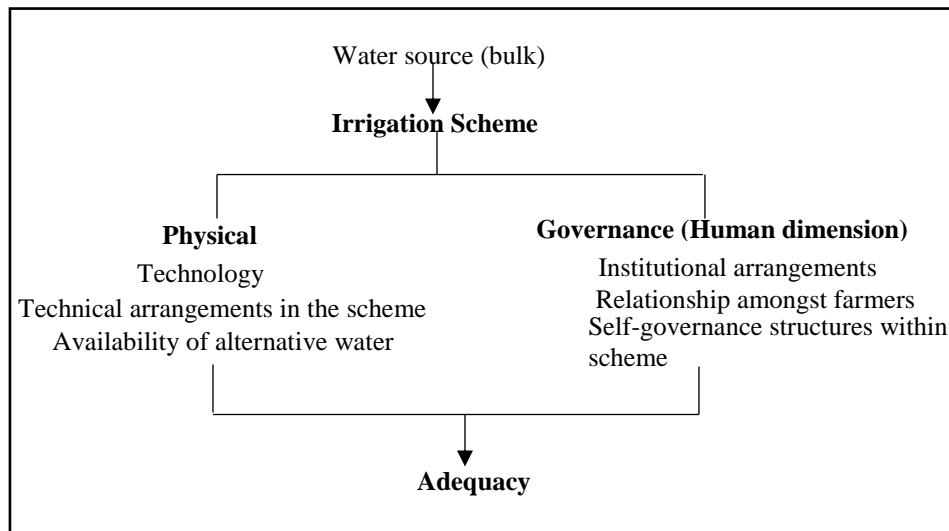 Water source (bulk)
Irrigation Scheme
Physical
Technology
Technical arrangements in the scheme
Availability of alternative water
Governance (Human dimension)
Institutional arrangements
Relationship amongst farmers
Self-governance structures within
scheme
Adequacy